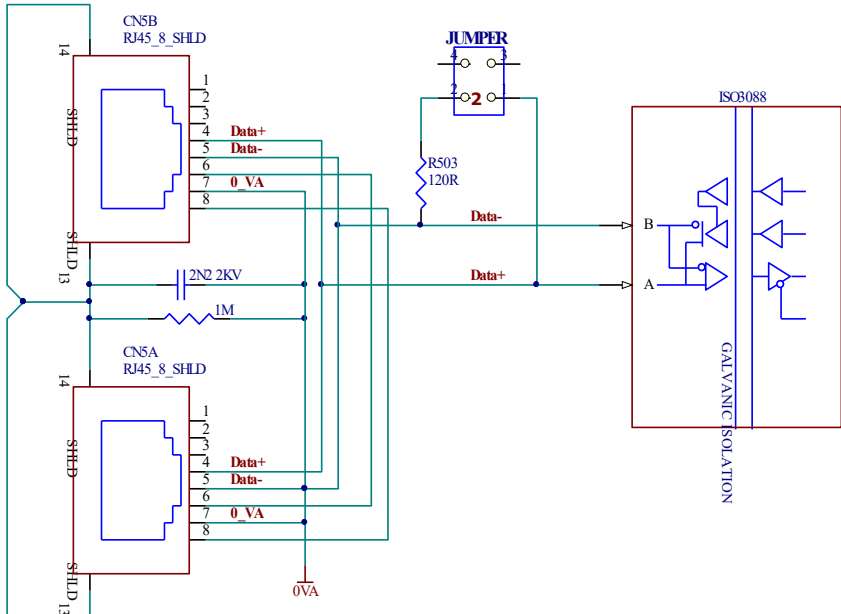 CN5B
RJ45_8_SHLD
14
SHLD
SHLD
13
1
2
3
4
5
6
7
8
Data+
Data-
0_VA
JUMPER
4
3
2
2
1
R503
120R
Data-
Data+
ISO3088
B
A
GALVANIC ISOLATION
2N2 2KV
1M
CN5A
RJ45_8_SHLD
14
SHLD
SHLD
13
1
2
3
4
5
6
7
8
Data+
Data-
0_VA
0VA